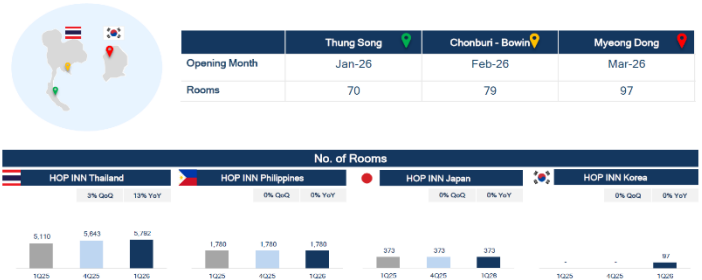 Thung Song Chonburi - Bowin Myeong Dong
Opening Month Jan-26 Feb-26 Mar-26
Rooms 70 79 97
No. of Rooms
HOP INN Thailand HOP INN Philippines HOP INN Japan HOP INN Korea
3% QoQ 13% YoY 0% QoQ 0% YoY 0% QoQ 0% YoY 0% QoQ 0% YoY
5,110 5,643 5,792 1,780 1,780 1,780 373 373 373 - - 97
1Q25 4Q25 1Q26 1Q25 4Q25 1Q26 1Q25 4Q25 1Q26 1Q25 4Q25 1Q26